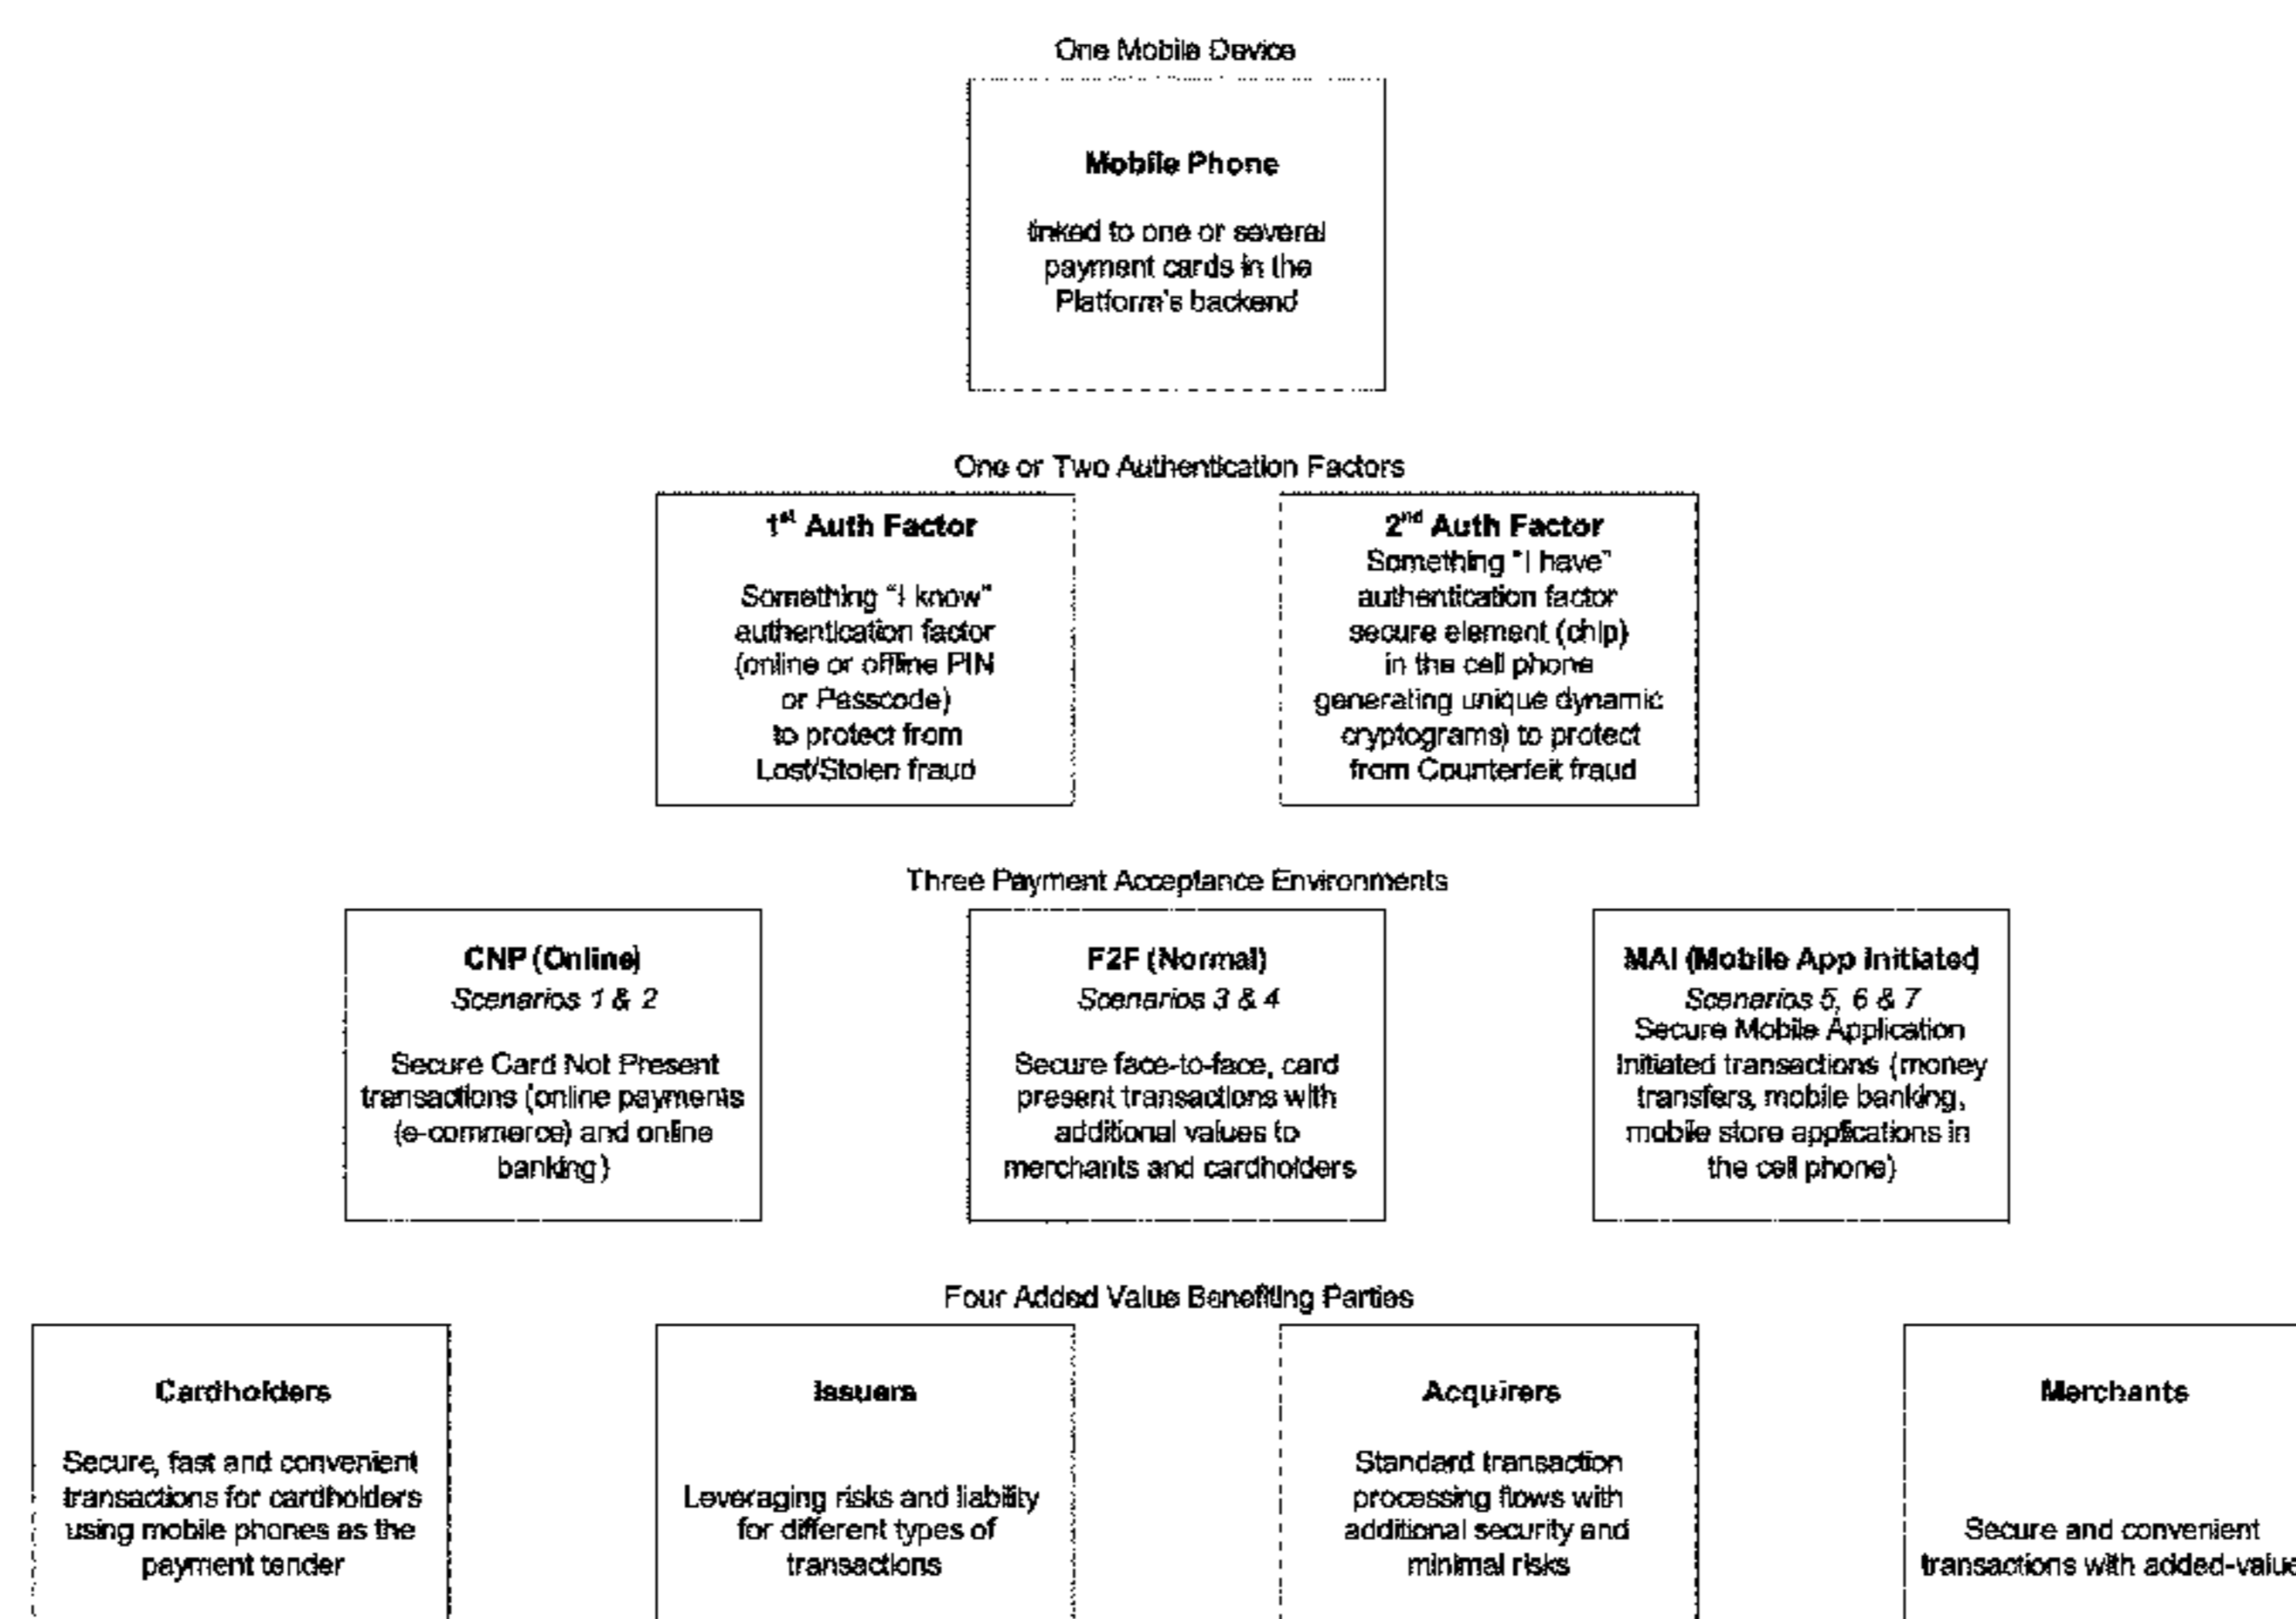 One Mobile Device
Mobile Phone
linked to one or several
payment cards in the
Platform's backend
One or Two Authentication Factors
1st Auth Factor
Something "I know"
authentication factor
(online or offline PIN
or Passcode)
to protect from
Lost/Stolen fraud
2nd Auth Factor
Something "I have"
authentication factor
secure element (chip)
in the cell phone
generating unique dynamic
cryptograms) to protect
from Counterfeit fraud
Three Payment Acceptance Environments
CNP (Online)
Scenarios 1 & 2
Secure Card Not Present
transactions (online payments
(e-commerce) and online
banking)
F2F (Normal)
Scenarios 3 & 4
Secure face-to-face, card
present transactions with
additional values to
merchants and cardholders
MAI (Mobile App Initiated
Scenarios 5, 6 & 7
Secure Mobile Application
Initiated transactions (money
transfers, mobile banking,
mobile store applications in
the cell phone)
Four Added Value Benefiting Parties
Cardholders
Secure, fast and convenient
transactions for cardholders
using mobile phones as the
payment tender
Issuers
Leveraging risks and liability
for different types of
transactions
Acquirers
Standard transaction
processing flows with
additional security and
minimal risks
Merchants
Secure and convenient
transactions with added-value